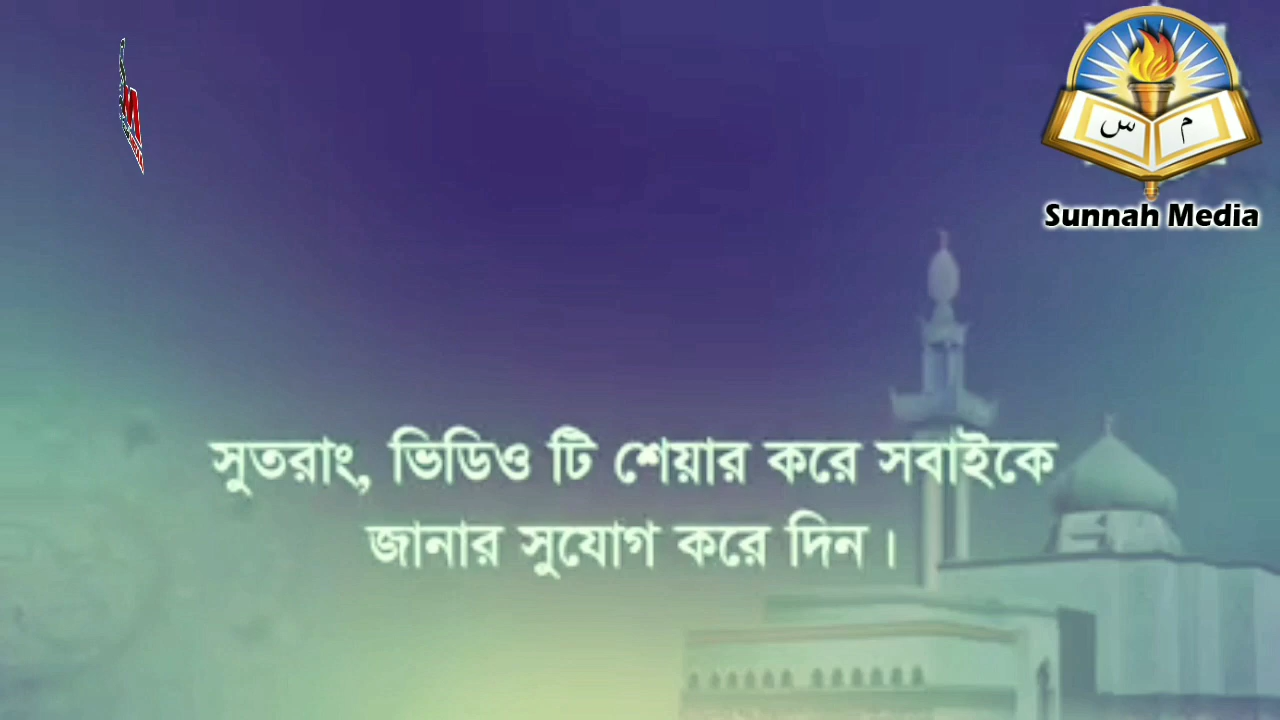 س م
Sunnah Media
সুতরাং, ভিডিও টি শেয়ার করে সবাইকে
জানার সুযোগ করে দিন।